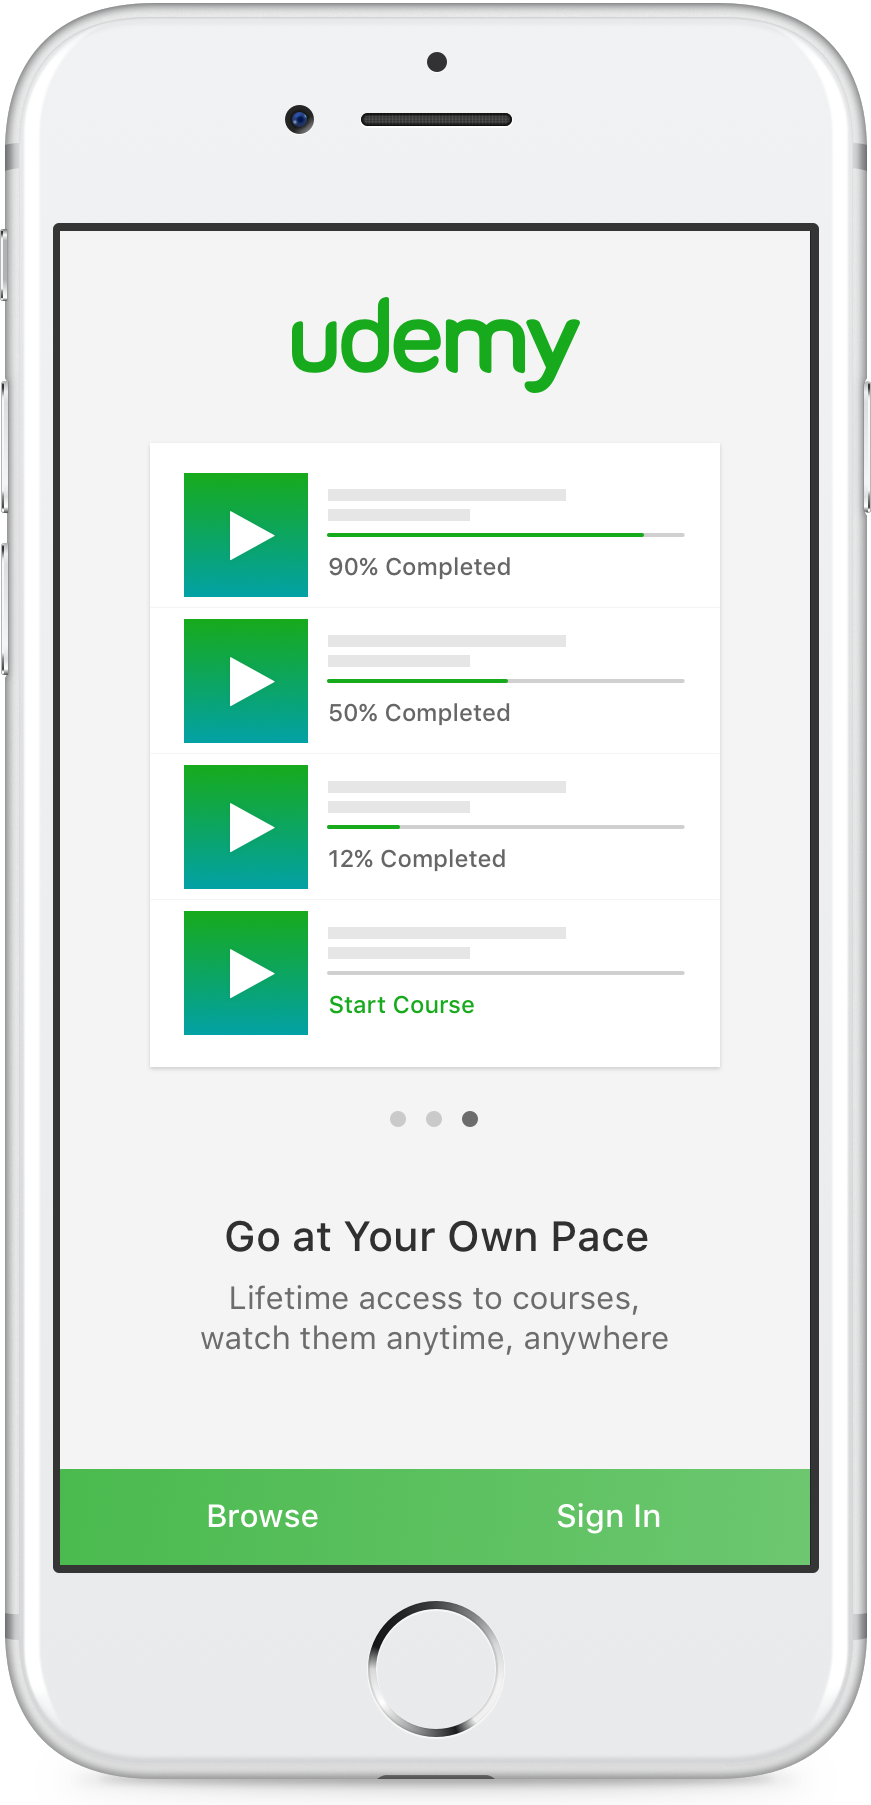 udemy
90% Completed
50% Completed
12% Completed
Start Course
Go at Your Own Pace
Lifetime access to courses,
watch them anytime, anywhere
Browse
Sign In